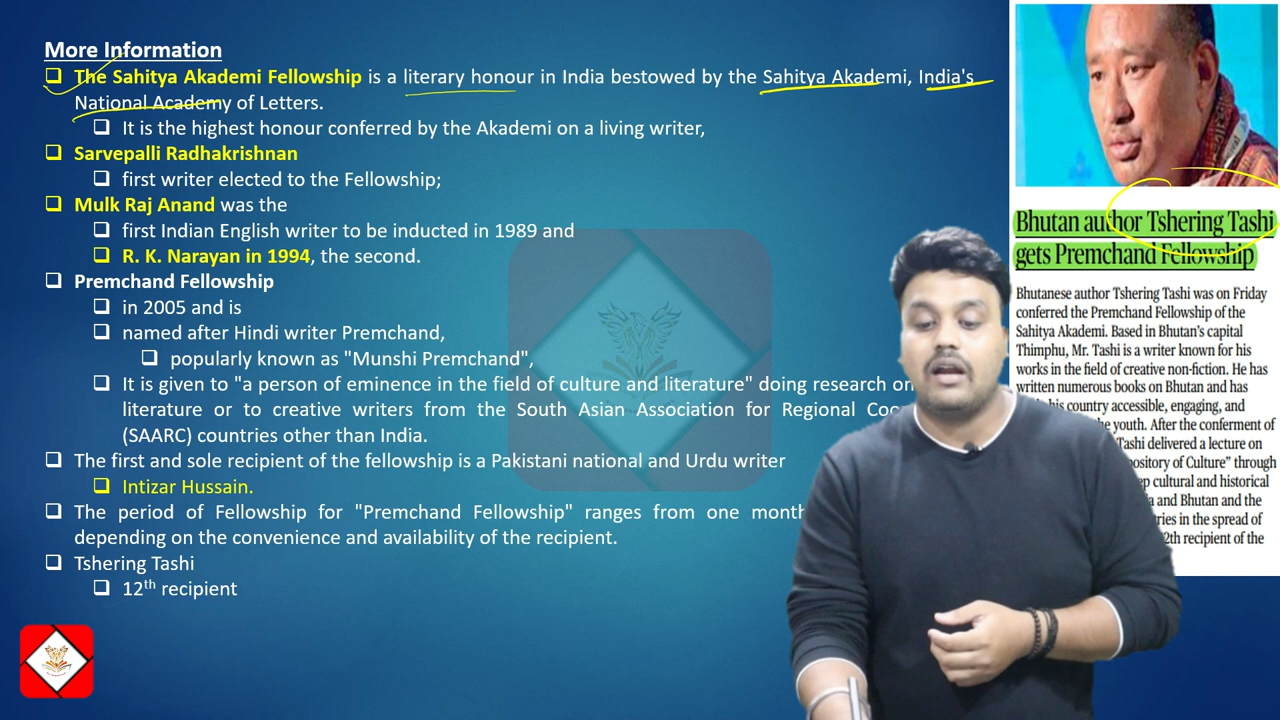 More Information
The Sahitya Akademi Fellowship is a literary honour in India bestowed by the Sahitya Akademi, India's
National Academy of Letters.
It is the highest honour conferred by the Akademi on a living writer,
Sarvepalli Radhakrishnan
first writer elected to the Fellowship;
Mulk Raj Anand was the
first Indian English writer to be inducted in 1989 and
R. K. Narayan in 1994, the second.
Premchand Fellowship
in 2005 and is
named after Hindi writer Premchand,
popularly known as "Munshi Premchand",
It is given to "a person of eminence in the field of culture and literature" doing research on
literature or to creative writers from the South Asian Association for Regional
(SAARC) countries other than India.
The first and sole recipient of the fellowship is a Pakistani national and Urdu writer
Intizar Hussain.
The period of Fellowship for "Premchand Fellowship" ranges from one month
depending on the convenience and availability of the recipient.
Tshering Tashi
12th recipient
Bhutan author Tshering Tashi
gets Premchand Fellowship
Bhutanese author Tshering Tashi was on Friday
conferred the Premchand Fellowship of the
Sahitya Akademi. Based in Bhutan's capital
Thimphu, Mr. Tashi is a writer known for his
works in the field of creative non-fiction. He has
written numerous books on Bhutan and has
his country accessible, engaging, and
the youth. After the conferment of
Tashi delivered a lecture on
of Culture" through
cultural and historical
and Bhutan and the
in the spread of
recipient of the